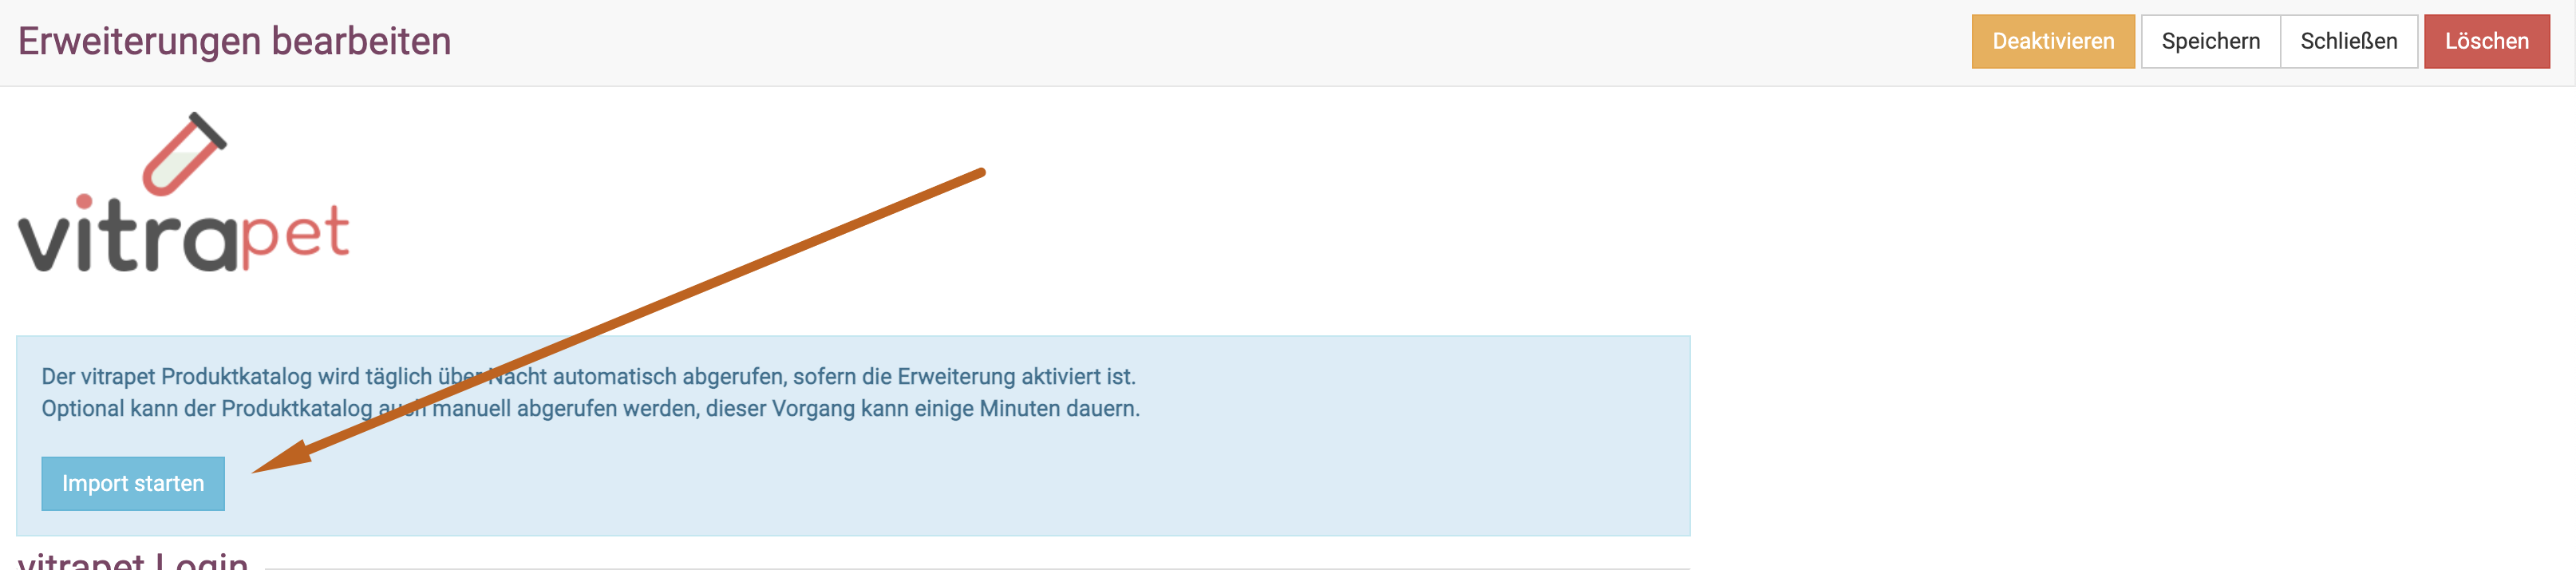 Erweiterungen bearbeiten
Deaktivieren Speichern Schließen Löschen
vitrapet
Der vitrapet Produktkatalog wird täglich über Nacht automatisch abgerufen, sofern die Erweiterung aktiviert ist.
Optional kann der Produktkatalog auch manuell abgerufen werden, dieser Vorgang kann einige Minuten dauern.
Import starten
vitrapet Login